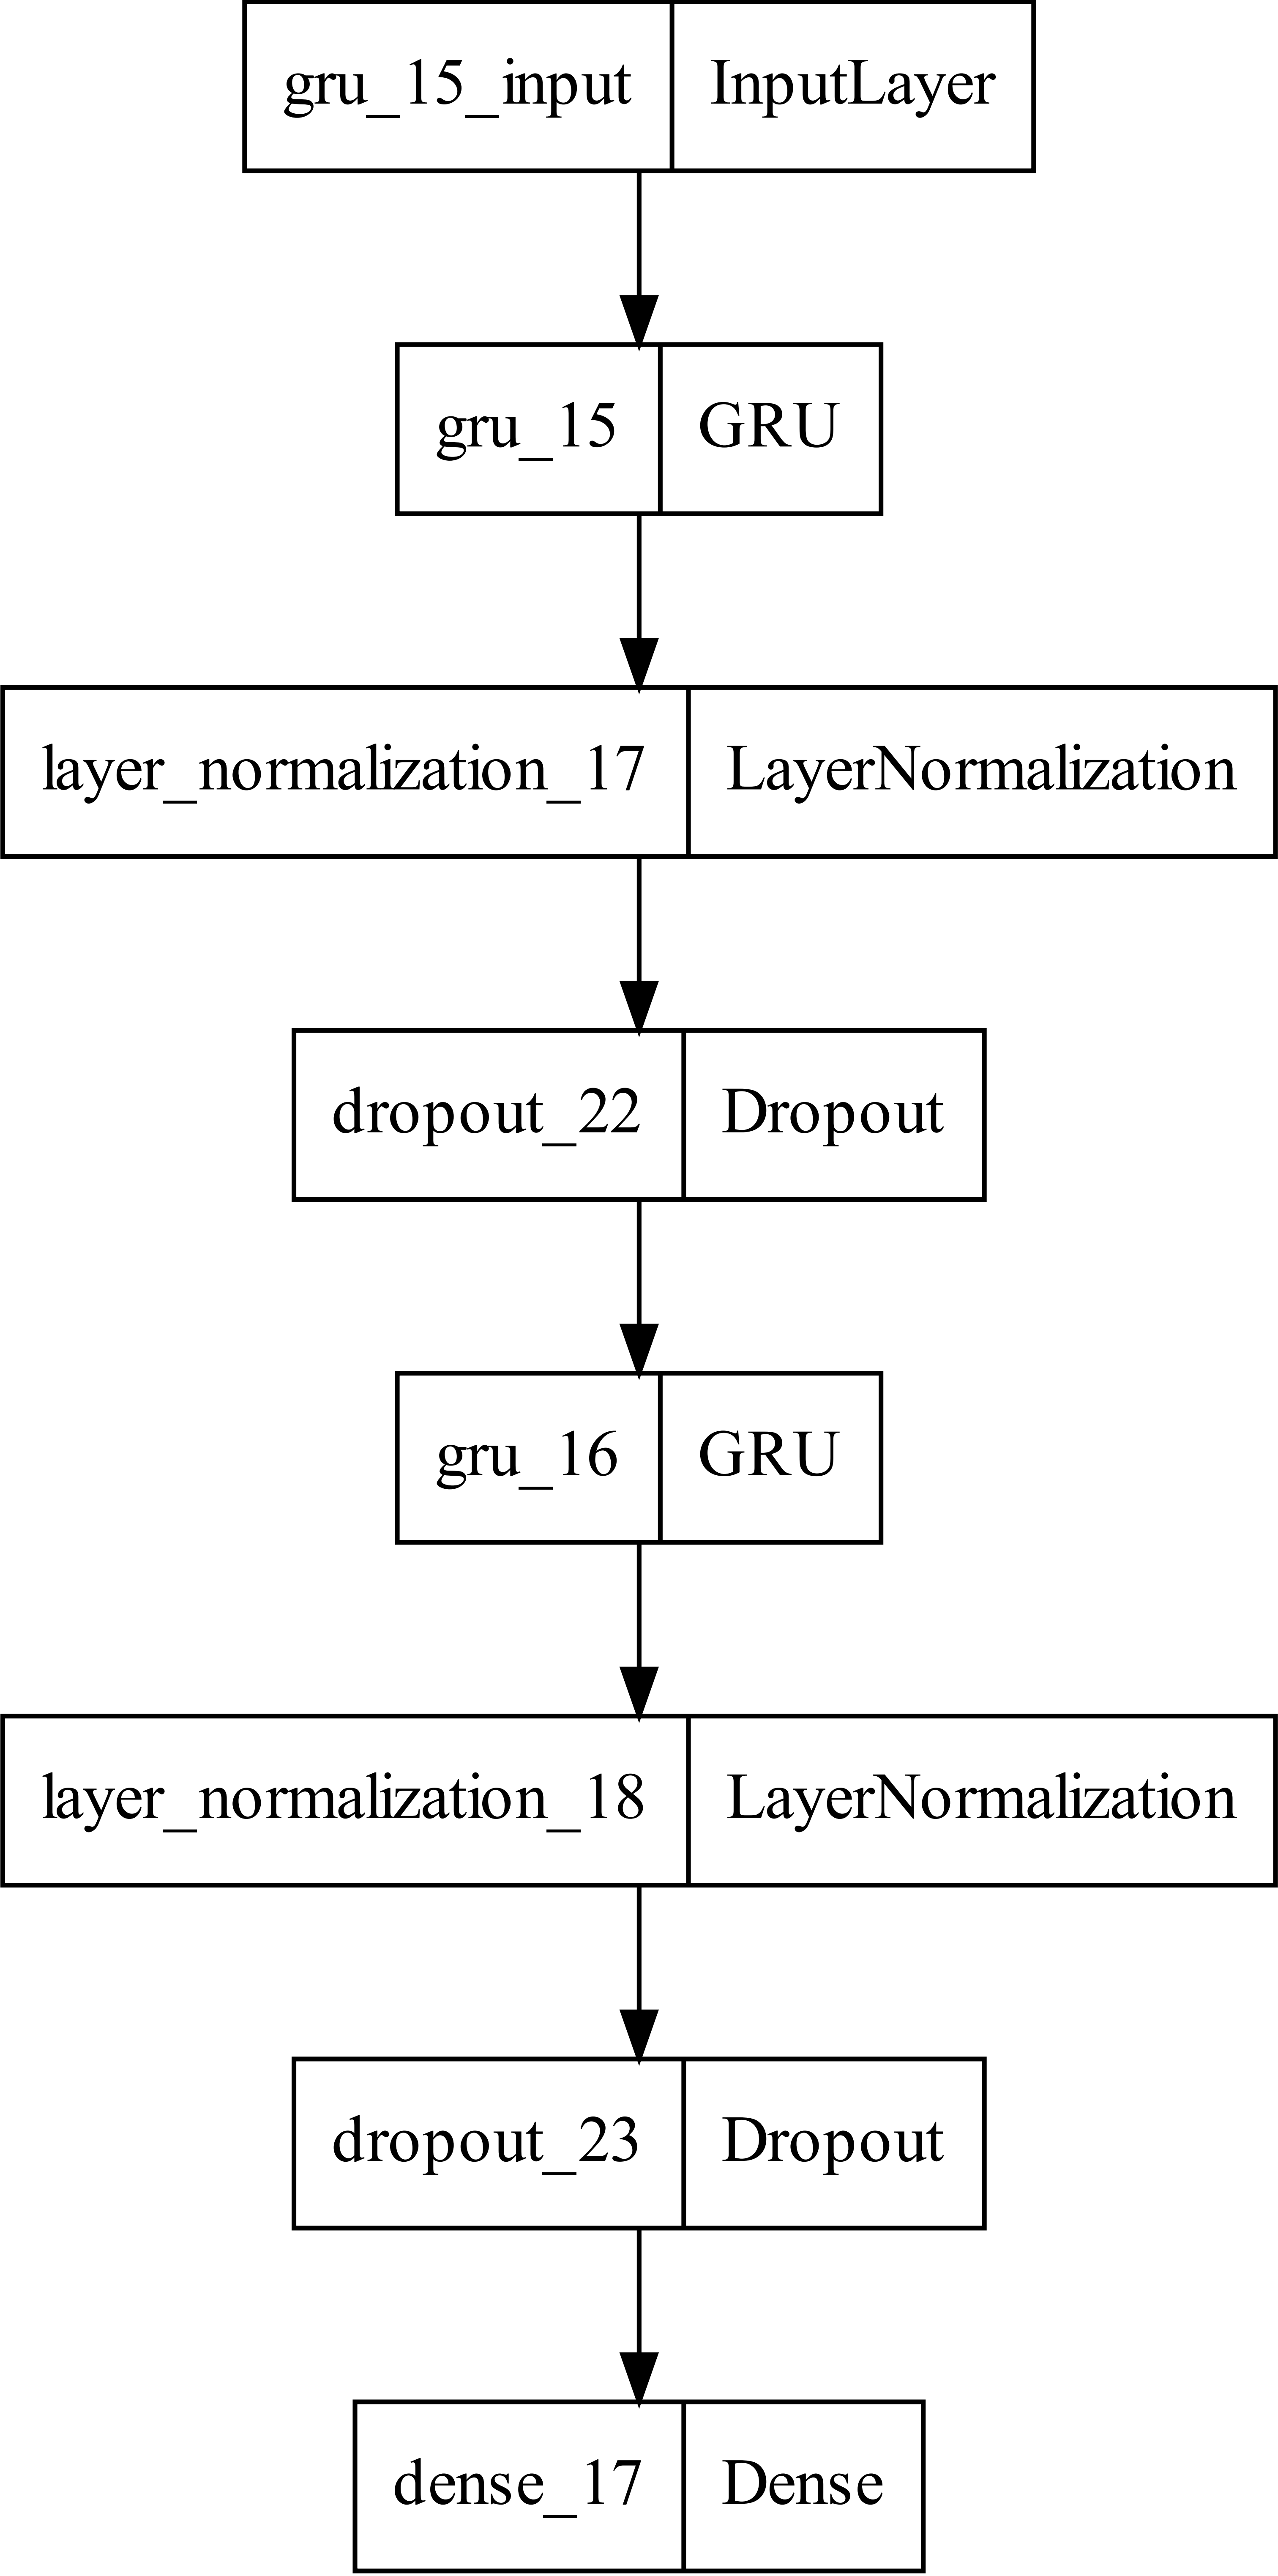 gru_15_input InputLayer
gru_15 GRU
layer_normalization_17 LayerNormalization
dropout_22 Dropout
gru_16 GRU
layer_normalization_18 LayerNormalization
dropout_23 Dropout
dense_17 Dense